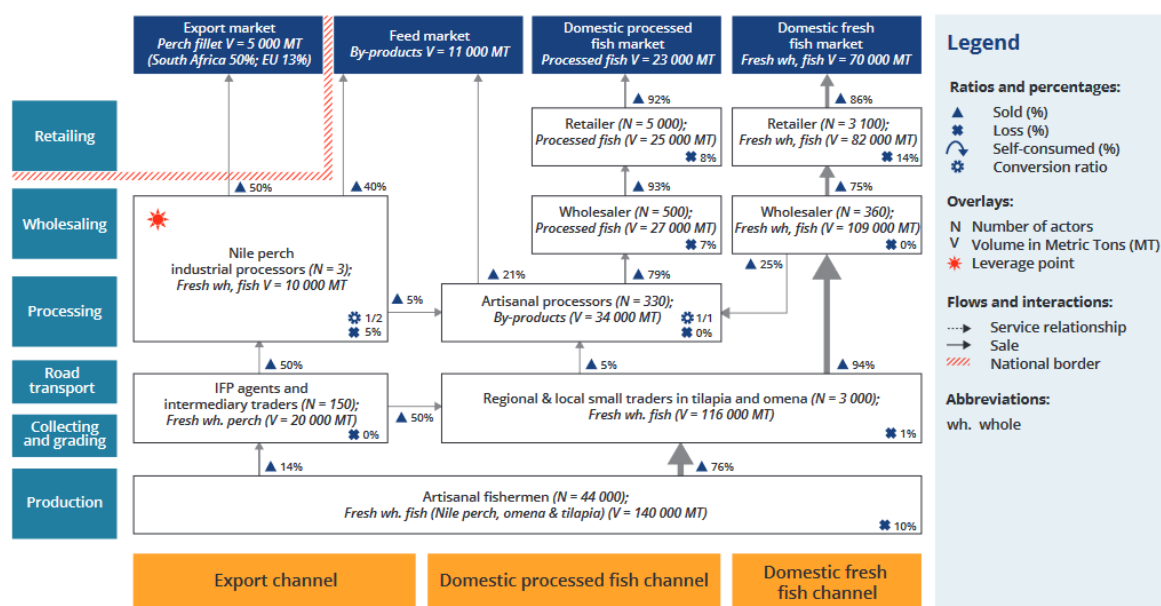 Export market
Perch fillet V = 5 000 MT
(South Africa 50%; EU 13%)
Feed market
By-products V = 11 000 MT
Domestic processed
fish market
Processed fish V = 23 000 MT
Domestic fresh
fish market
Fresh wh, fish V = 70 000 MT
Retailing
92%
86%
Retailer (N = 5 000);
Processed fish (V = 25 000 MT)
8%
Retailer (N = 3 100);
Fresh wh, fish (V = 82 000 MT)
14%
50%
40%
93%
75%
Wholesaling
Wholesaler (N = 500);
Processed fish (V = 27 000 MT)
7%
Wholesaler (N = 360);
Fresh wh, fish (V = 109 000 MT)
0%
Nile perch
industrial processors (N = 3);
Fresh wh, fish V = 10 000 MT
1/2
5%
21%
79%
25%
Processing
5%
Artisanal processors (N = 330);
By-products (V = 34 000 MT)
1/1
0%
50%
5%
94%
Road
transport
Collecting
and grading
IFP agents and
intermediary traders (N = 150);
Fresh wh. perch (V = 20 000 MT)
0%
50%
Regional & local small traders in tilapia and omena (N = 3 000);
Fresh wh. fish (V = 116 000 MT)
1%
14%
76%
Production
Artisanal fishermen (N = 44 000);
Fresh wh. fish (Nile perch, omena & tilapia) (V = 140 000 MT)
10%
Export channel
Domestic processed fish channel
Domestic fresh
fish channel
Legend
Ratios and percentages:
Sold (%)
Loss (%)
Self-consumed (%)
Conversion ratio
Overlays:
N Number of actors
V Volume in Metric Tons (MT)
Leverage point
Flows and interactions:
Service relationship
Sale
National border
Abbreviations:
wh. whole